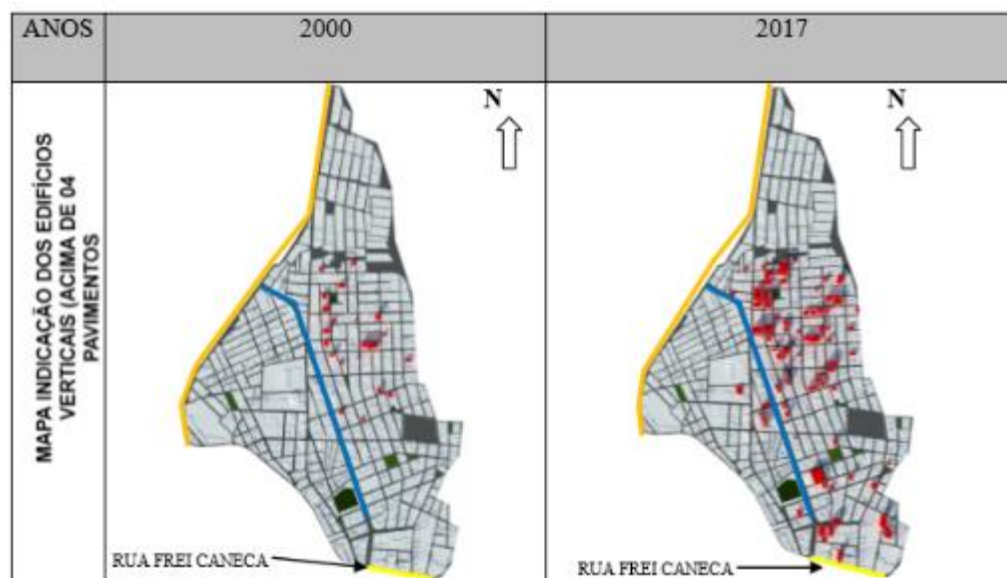 ANOS
2000
2017
MAPA INDICAÇÃO DOS EDIFÍCIOS
VERTICAIS (ACIMA DE 04
PAVIMENTOS
N
N
RUA FREI CANECA
RUA FREI CANECA